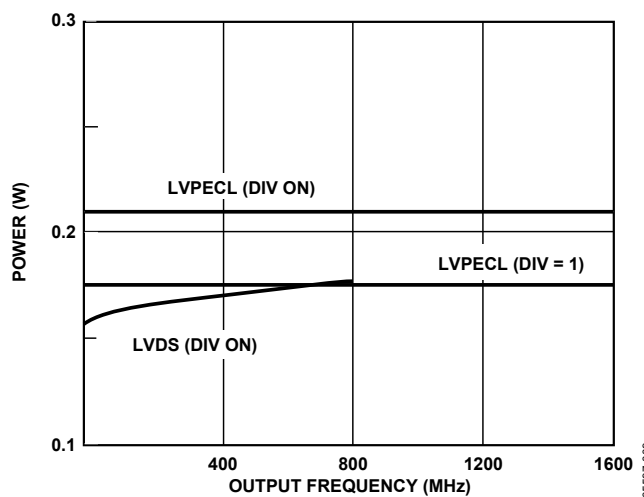 0.3
LVPECL (DIV ON)
POWER (W)
0.2
LVPECL (DIV = 1)
LVDS (DIV ON)
0.1
400
800
1200
1600
OUTPUT FREQUENCY (MHz)